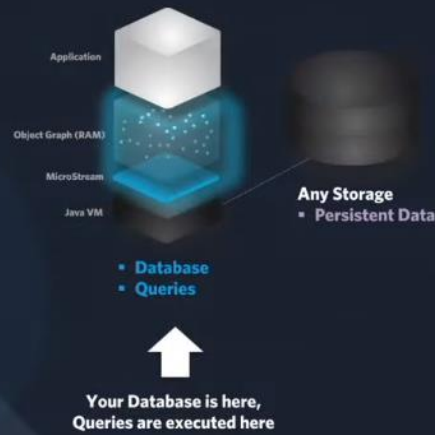 Application
Object Graph (RAM)
MicroStream
Java VM
Any Storage
▪ Persistent Data
▪ Database
▪ Queries
Your Database is here,
Queries are executed here